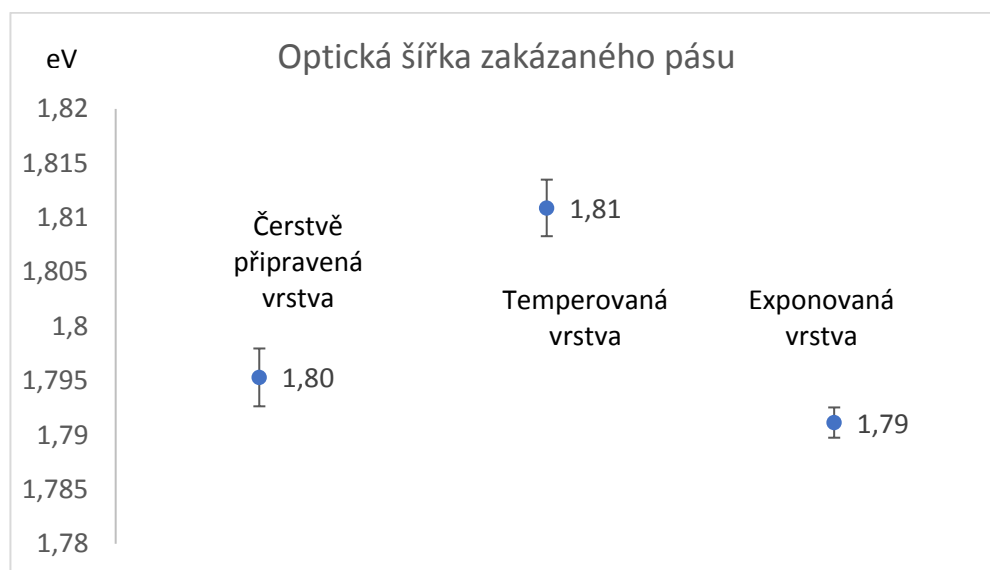 eV
Optická šířka zakázaného pásu
1,82
1,815
1,81
1,805
1,8
1,795
1,79
1,785
1,78
Čerstvě
připravená
vrstva
1,80
1,81
Temperovaná
vrstva
Exponovaná
vrstva
1,79